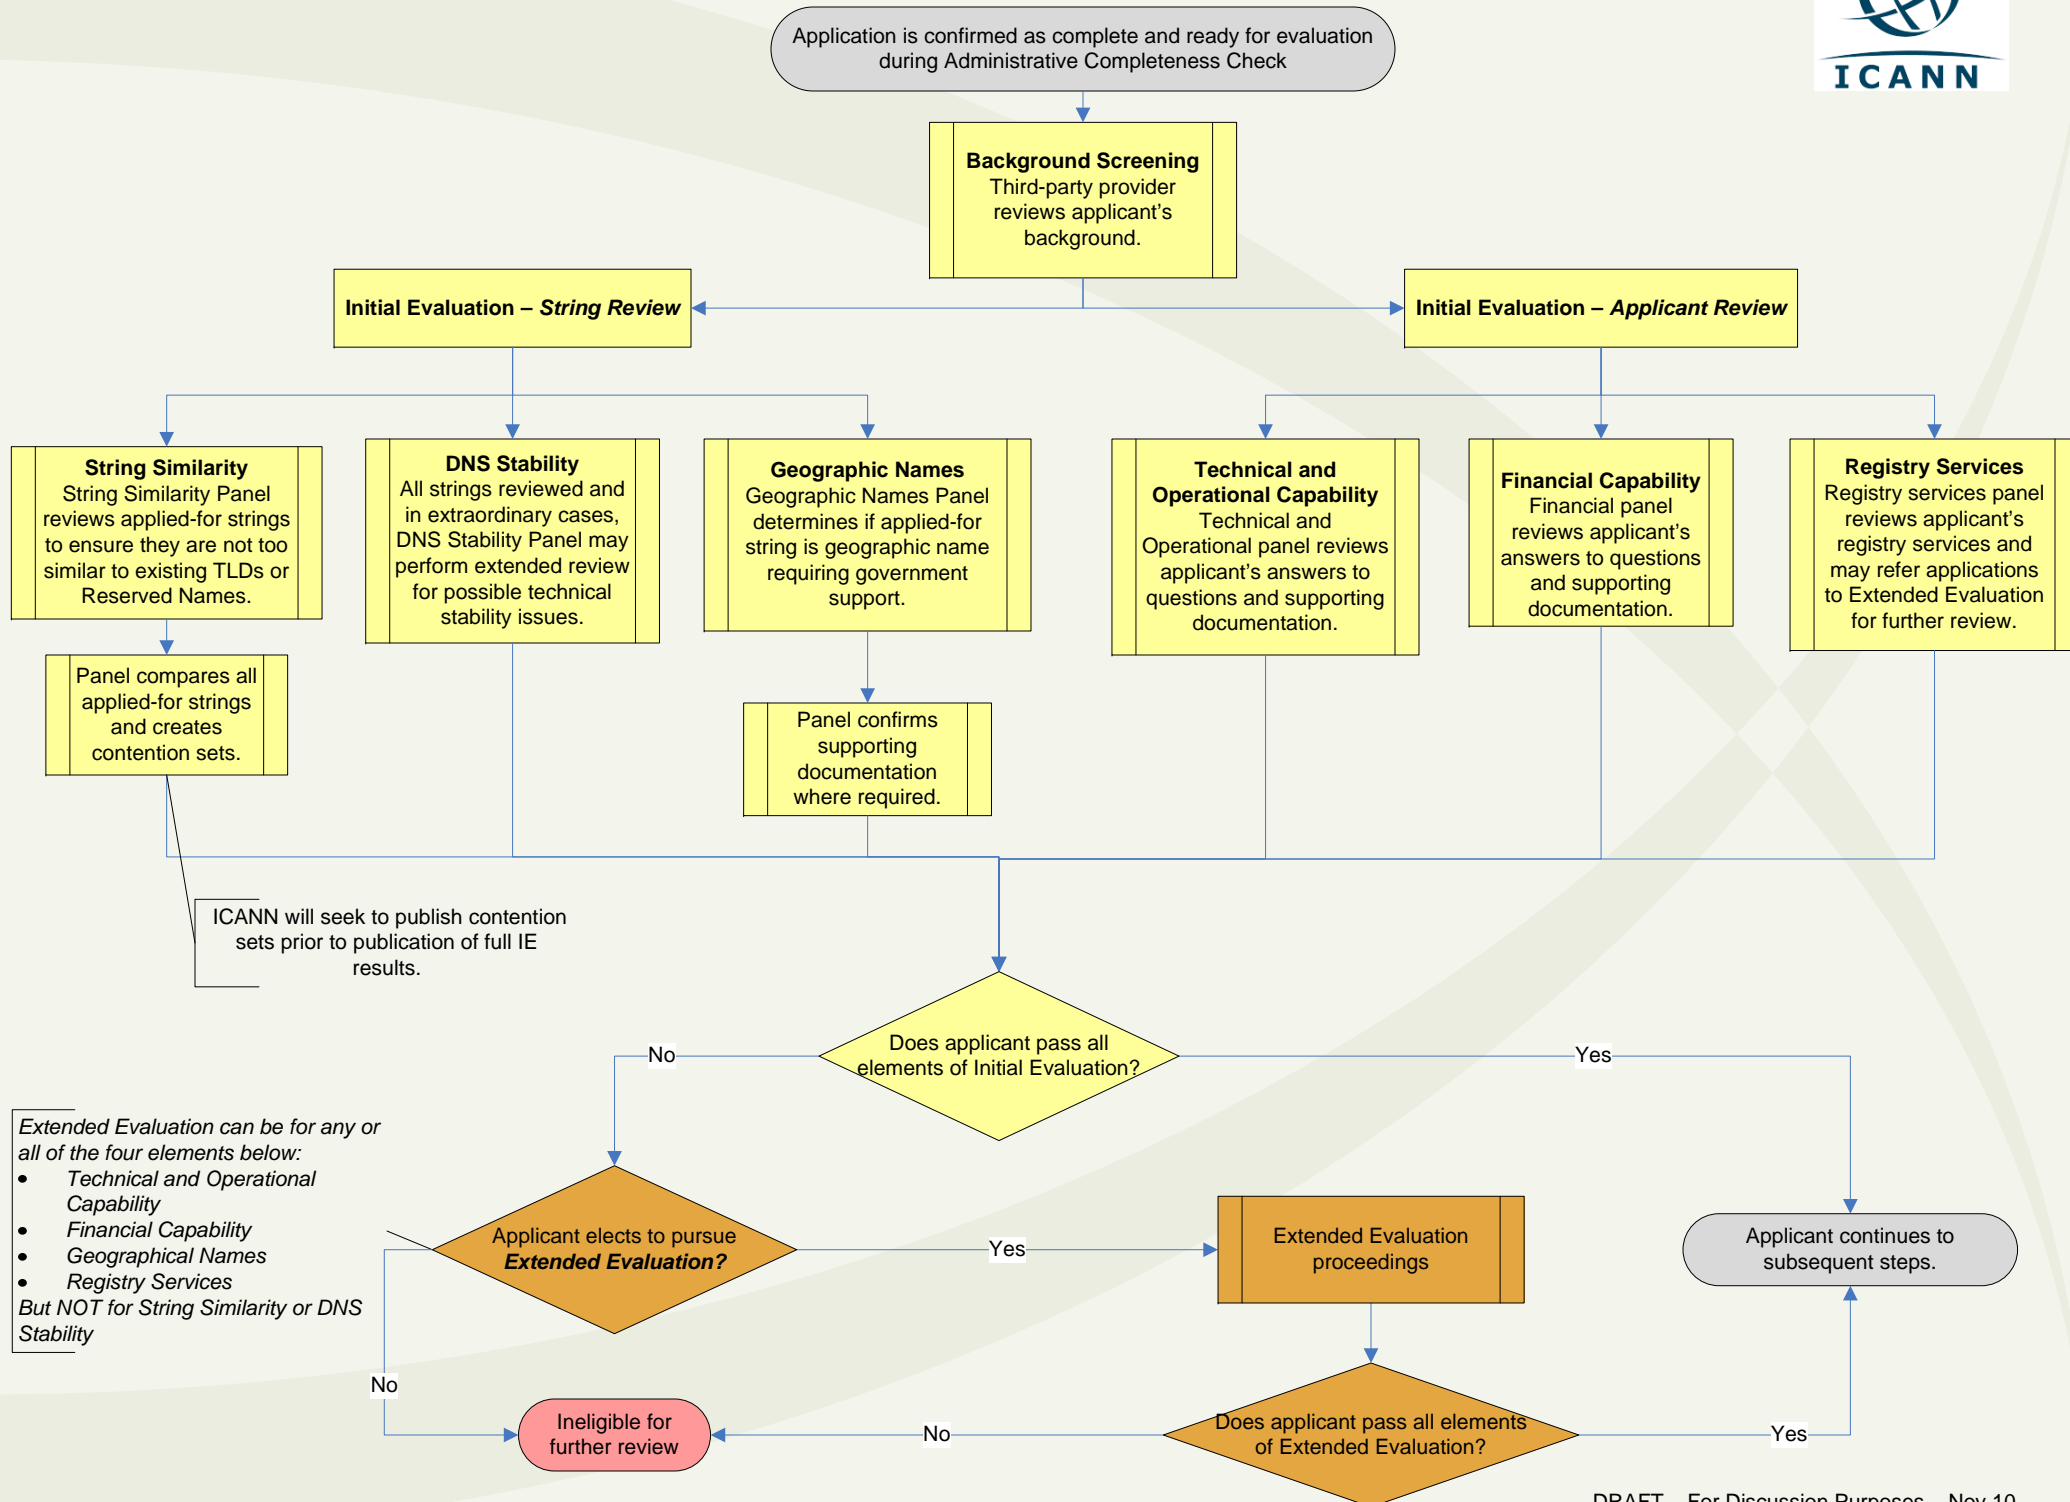 Application is confirmed as complete and ready for evaluation
during Administrative Completeness Check
ICANN
Background Screening
Third-party provider
reviews applicant’s
background.
Initial Evaluation – String Review
Initial Evaluation – Applicant Review
String Similarity
String Similarity Panel
reviews applied-for strings
to ensure they are not too
similar to existing TLDs or
Reserved Names.
DNS Stability
All strings reviewed and
in extraordinary cases,
DNS Stability Panel may
perform extended review
for possible technical
stability issues.
Geographic Names
Geographic Names Panel
determines if applied-for
string is geographic name
requiring government
support.
Technical and
Operational Capability
Technical and
Operational panel reviews
applicant’s answers to
questions and supporting
documentation.
Financial Capability
Financial panel
reviews applicant’s
answers to questions
and supporting
documentation.
Registry Services
Registry services panel
reviews applicant’s
registry services and
may refer applications
to Extended Evaluation
for further review.
Panel compares all
applied-for strings
and creates
contention sets.
Panel confirms
supporting
documentation
where required.
ICANN will seek to publish contention
sets prior to publication of full IE
results.
Does applicant pass all
elements of Initial Evaluation?
No
Yes
Extended Evaluation can be for any or
all of the four elements below:
• Technical and Operational
Capability
• Financial Capability
• Geographical Names
• Registry Services
But NOT for String Similarity or DNS
Stability
Applicant elects to pursue
Extended Evaluation?
Yes
Extended Evaluation
proceedings
Applicant continues to
subsequent steps.
No
Ineligible for
further review
No
Does applicant pass all elements
of Extended Evaluation?
Yes
DRAFT – For Discussion Purposes – Nov 10